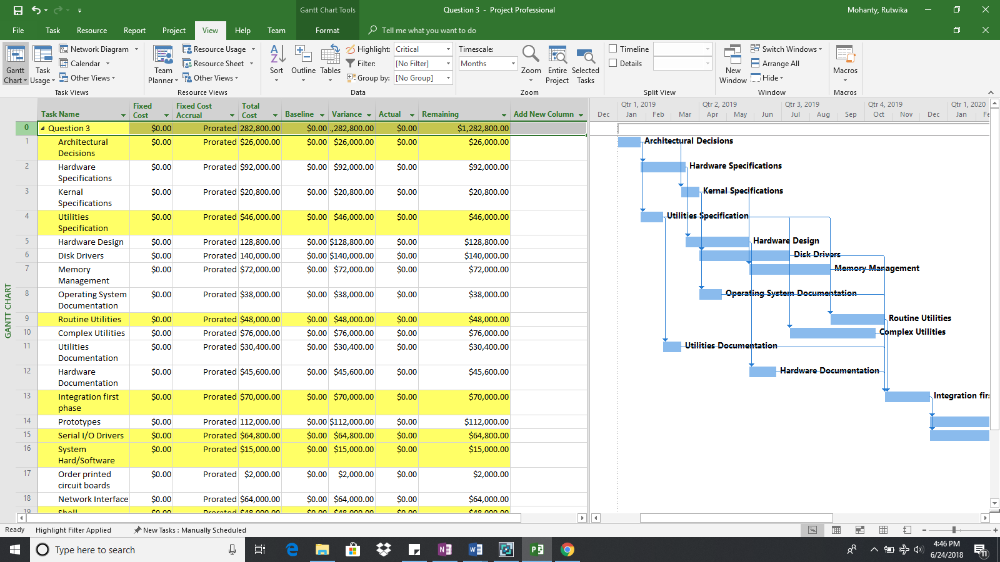 Gantt Chart Tools
Question 3 - Project Professional
Mohanty, Rutwika
File Task Resource Report Project View Help Team Format Tell me what you want to do
Gantt Chart
Task Usage
Network Diagram
Calendar
Other Views
Task Views
Team Planner
Resource Usage
Resource Sheet
Other Views
Resource Views
Sort
Outline
Tables
Highlight: Critical
Filter: [No Filter]
Group by: [No Group]
Data
Timescale:
Months
Zoom
Entire Project
Selected Tasks
Zoom
Timeline
Details
Split View
New Window
Switch Windows
Arrange All
Hide
Window
Macros
Macros
Task Name Fixed Cost Fixed Cost Accrual Total Cost Baseline Variance Actual Remaining Add New Column
0 Question 3 $0.00 Prorated 282,800.00 $0.00 .,282,800.00 $0.00 $1,282,800.00
1 Architectural Decisions $0.00 Prorated $26,000.00 $0.00 $26,000.00 $0.00 $26,000.00
2 Hardware Specifications $0.00 Prorated $92,000.00 $0.00 $92,000.00 $0.00 $92,000.00
3 Kernal Specifications $0.00 Prorated $20,800.00 $0.00 $20,800.00 $0.00 $20,800.00
4 Utilities Specification $0.00 Prorated $46,000.00 $0.00 $46,000.00 $0.00 $46,000.00
5 Hardware Design $0.00 Prorated 128,800.00 $0.00 $128,800.00 $0.00 $128,800.00
6 Disk Drivers $0.00 Prorated 140,000.00 $0.00 $140,000.00 $0.00 $140,000.00
7 Memory Management $0.00 Prorated $72,000.00 $0.00 $72,000.00 $0.00 $72,000.00
8 Operating System Documentation $0.00 Prorated $38,000.00 $0.00 $38,000.00 $0.00 $38,000.00
9 Routine Utilities $0.00 Prorated $48,000.00 $0.00 $48,000.00 $0.00 $48,000.00
10 Complex Utilities $0.00 Prorated $76,000.00 $0.00 $76,000.00 $0.00 $76,000.00
11 Utilities Documentation $0.00 Prorated $30,400.00 $0.00 $30,400.00 $0.00 $30,400.00
12 Hardware Documentation $0.00 Prorated $45,600.00 $0.00 $45,600.00 $0.00 $45,600.00
13 Integration first phase $0.00 Prorated $70,000.00 $0.00 $70,000.00 $0.00 $70,000.00
14 Prototypes $0.00 Prorated 112,000.00 $0.00 $112,000.00 $0.00 $112,000.00
15 Serial I/O Drivers $0.00 Prorated $64,800.00 $0.00 $64,800.00 $0.00 $64,800.00
16 System Hard/Software $0.00 Prorated $15,000.00 $0.00 $15,000.00 $0.00 $15,000.00
17 Order printed circuit boards $0.00 Prorated $2,000.00 $0.00 $2,000.00 $0.00 $2,000.00
18 Network Interface $0.00 Prorated $64,000.00 $0.00 $64,000.00 $0.00 $64,000.00
19 Shell $0.00 Prorated $48,000.00 $0.00 $48,000.00 $0.00 $48,000.00
GANTT CHART
Qtr 1, 2019 Qtr 2, 2019 Qtr 3, 2019 Qtr 4, 2019 Qtr 1, 2020
Dec Jan Feb Mar Apr May Jun Jul Aug Sep Oct Nov Dec Jan Fe
Architectural Decisions
Hardware Specifications
Kernal Specifications
Utilities Specification
Hardware Design
Disk Drivers
Memory Management
Operating System Documentation
Routine Utilities
Complex Utilities
Utilities Documentation
Hardware Documentation
Integration firs
Ready Highlight Filter Applied New Tasks : Manually Scheduled
Type here to search
4:46 PM
6/24/2018
11